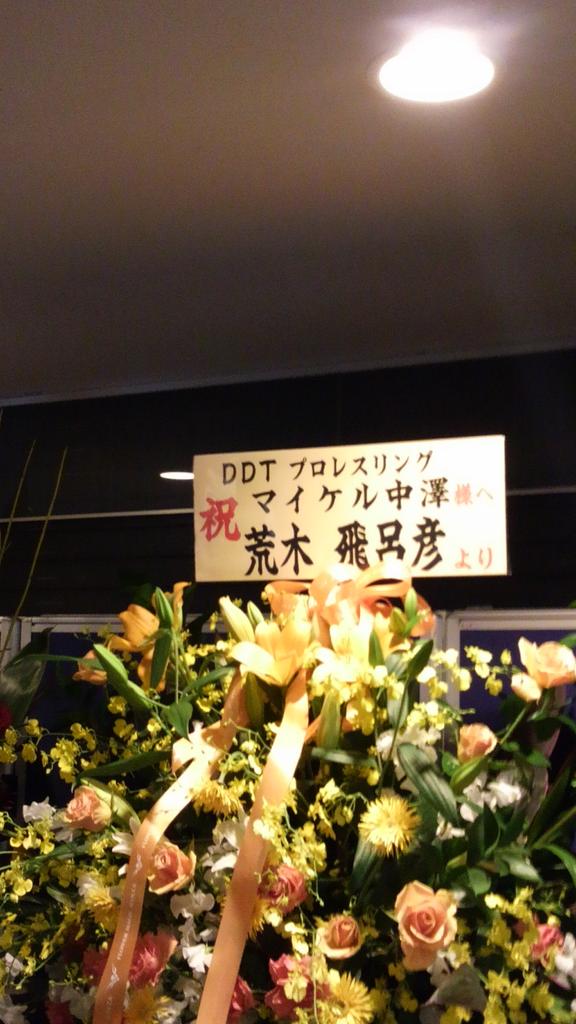 DDT プロレスリング
祝 マイケル中澤様へ
荒木 飛呂彦より